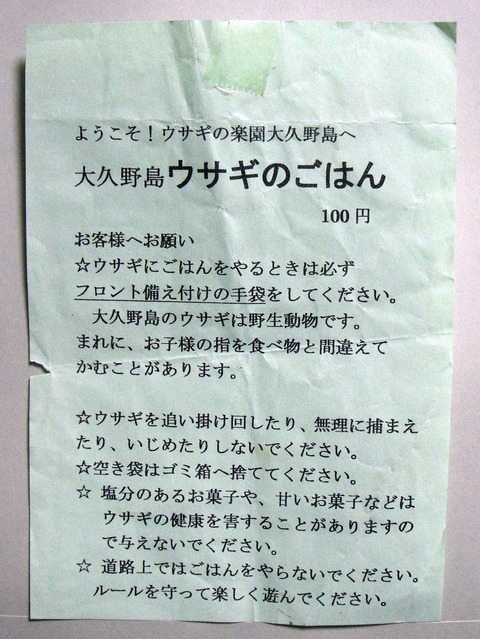 ようこそ！ウサギの楽園大久野島へ
大久野島ウサギのごはん
100 円
お客様へお願い
☆ウサギにごはんをやるときは必ず
フロント備え付けの手袋をしてください。
大久野島のウサギは野生動物です。
まれに、お子様の指を食べ物と間違えて
かむことがあります。
☆ウサギを追い掛け回したり、無理に捕まえ
たり、いじめたりしないでください。
☆空き袋はゴミ箱へ捨ててください。
☆ 塩分のあるお菓子や、甘いお菓子などは
ウサギの健康を害することがありますの
で与えないでください。
☆ 道路上ではごはんをやらないでください。
ルールを守って楽しく遊んでください。